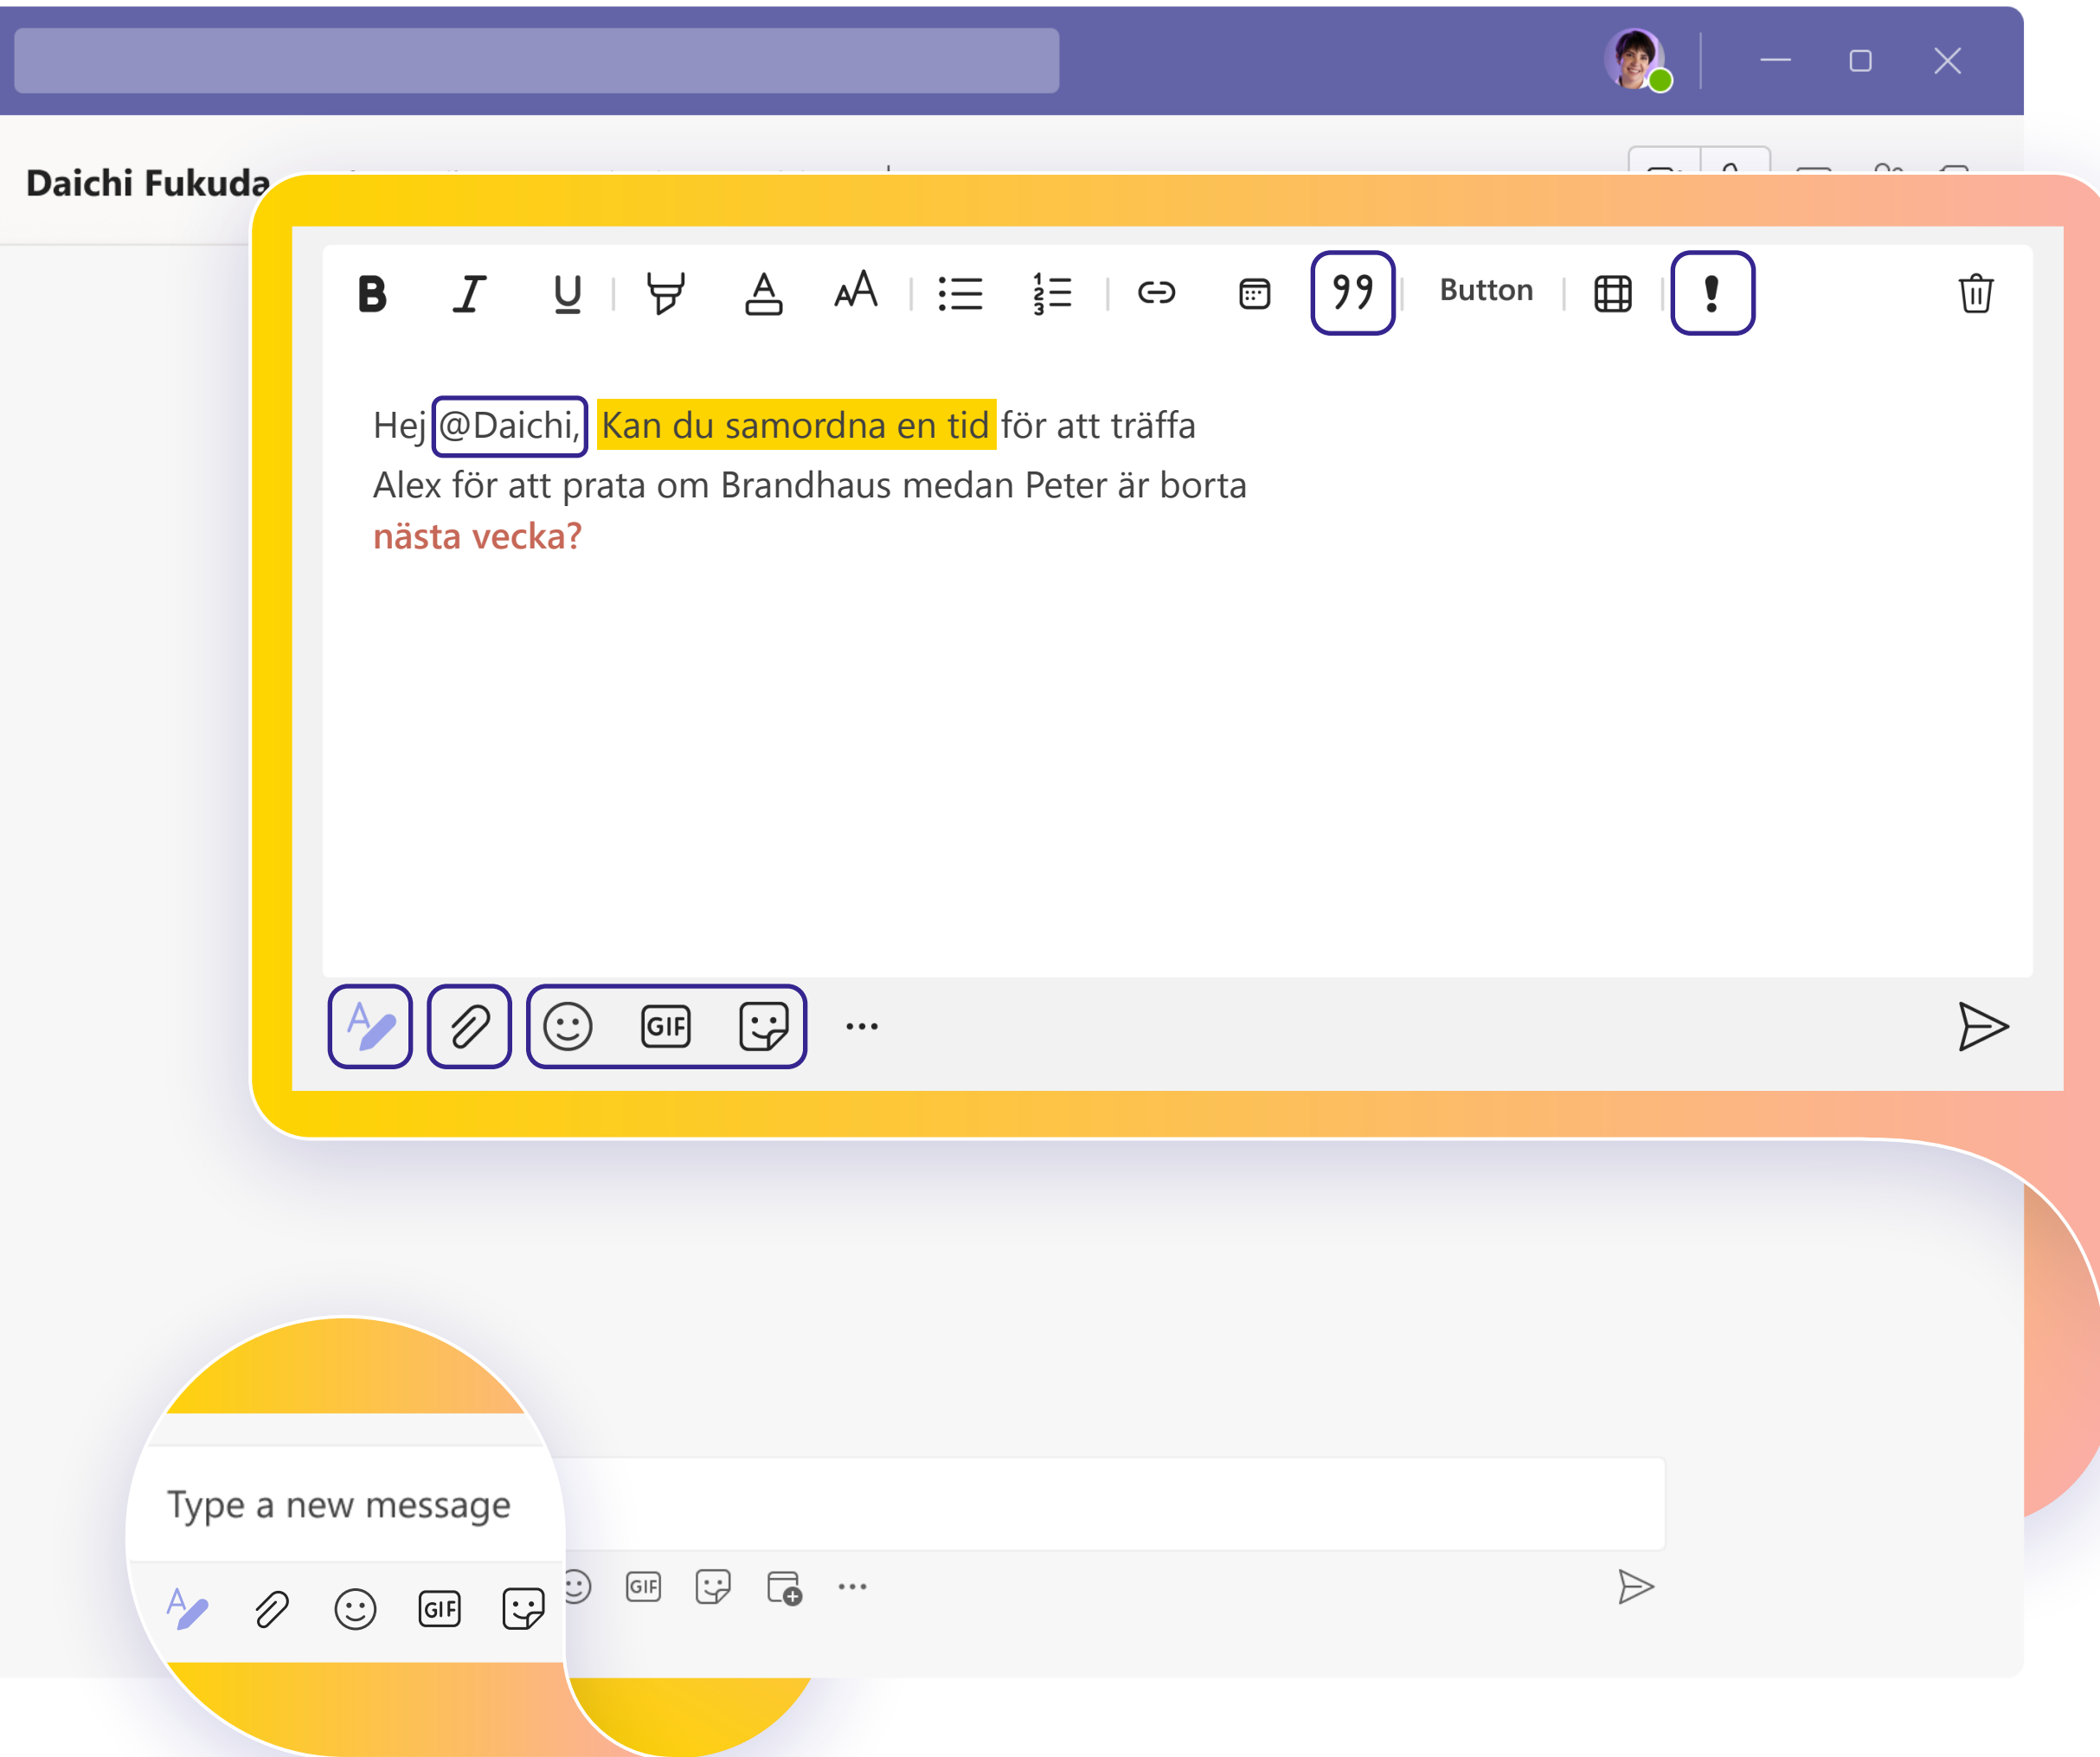 Daichi Fukuda
B I U Button
Hej @Daichi, Kan du samordna en tid för att träffa
Alex för att prata om Brandhaus medan Peter är borta
nästa vecka?
GIF
Type a new message
GIF
GIF